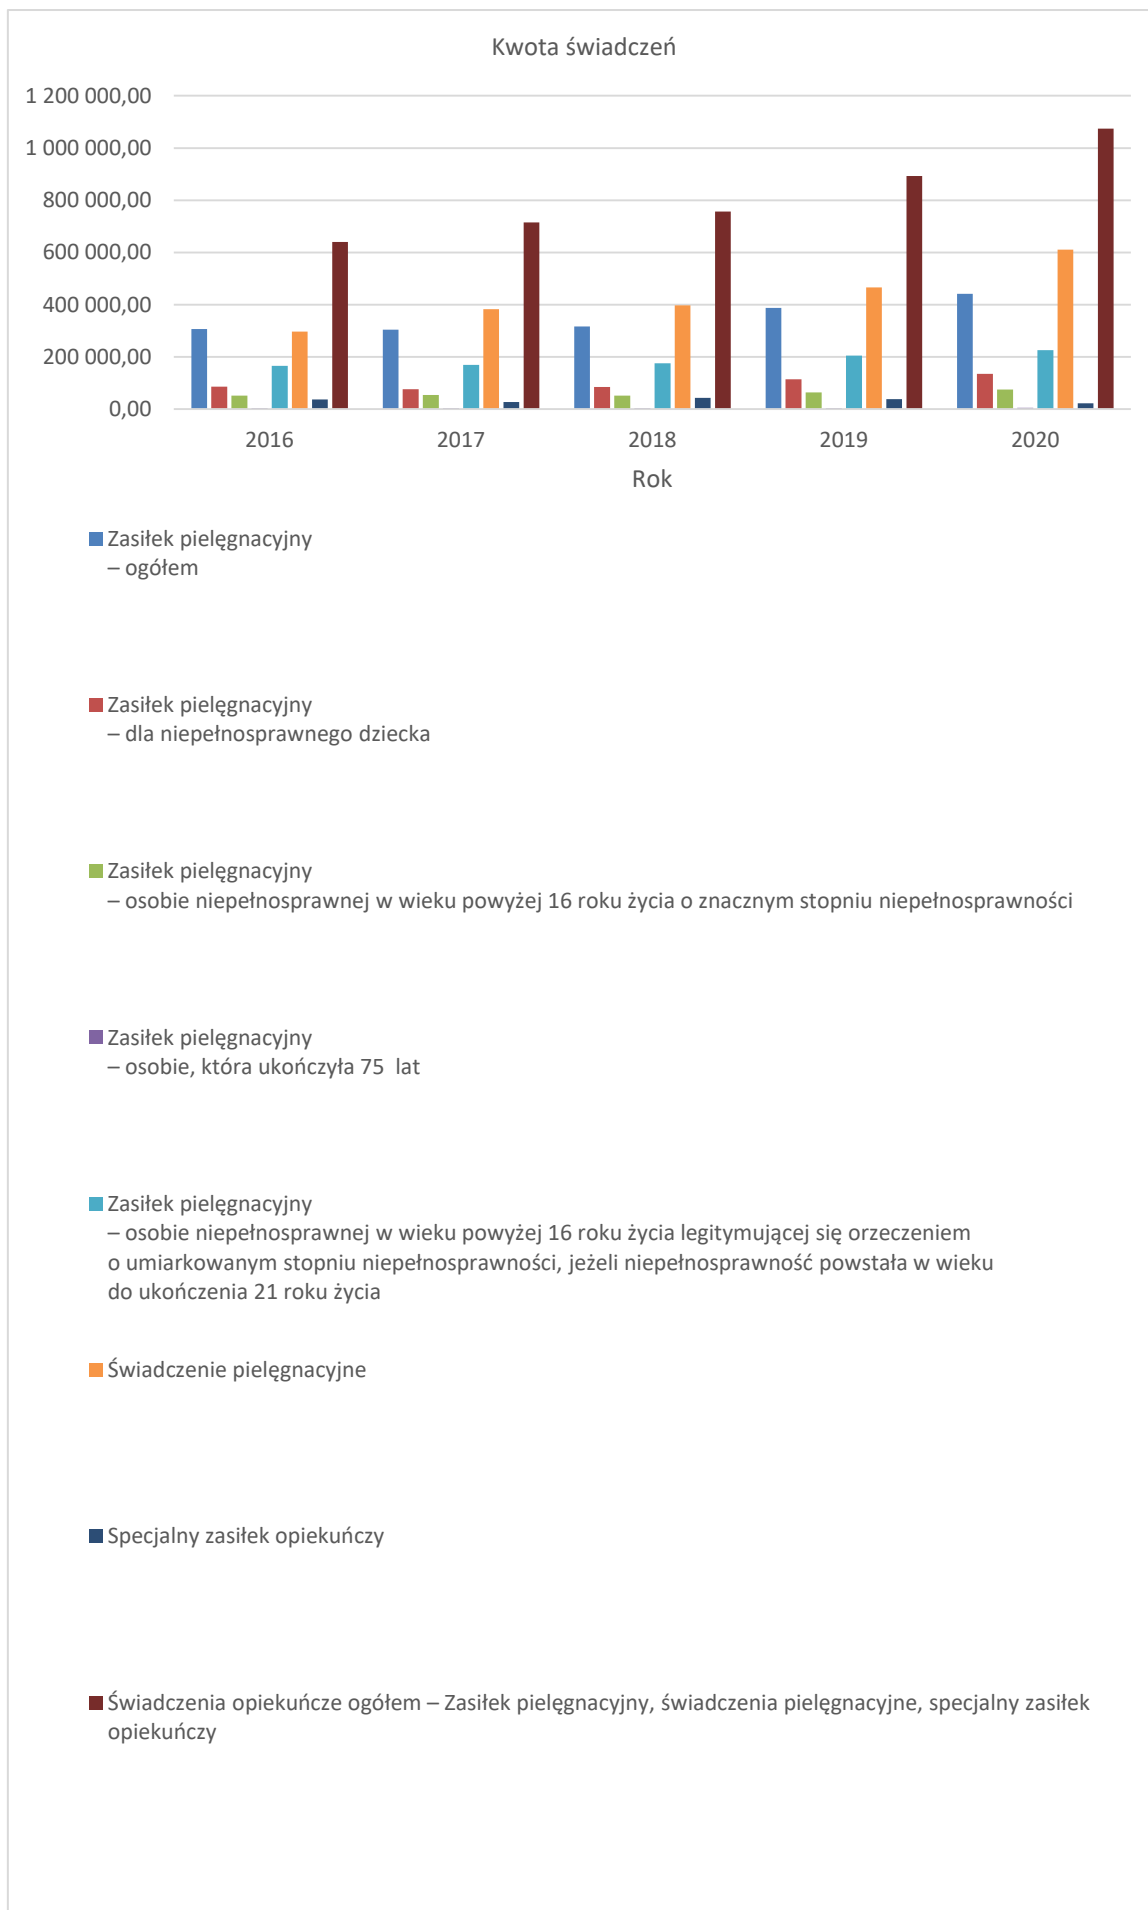 Kwota świadczeń
1 200 000,00
1 000 000,00
800 000,00
600 000,00
400 000,00
200 000,00
0,00
2016 2017 2018 2019 2020
Rok
Zasiłek pielęgnacyjny
– ogółem
Zasiłek pielęgnacyjny
– dla niepełnosprawnego dziecka
Zasiłek pielęgnacyjny
– osobie niepełnosprawnej w wieku powyżej 16 roku życia o znacznym stopniu niepełnosprawności
Zasiłek pielęgnacyjny
– osobie, która ukończyła 75 lat
Zasiłek pielęgnacyjny
– osobie niepełnosprawnej w wieku powyżej 16 roku życia legitymującej się orzeczeniem
o umiarkowanym stopniu niepełnosprawności, jeżeli niepełnosprawność powstała w wieku
do ukończenia 21 roku życia
Świadczenie pielęgnacyjne
Specjalny zasiłek opiekuńczy
Świadczenia opiekuńcze ogółem – Zasiłek pielęgnacyjny, świadczenia pielęgnacyjne, specjalny zasiłek
opiekuńczy